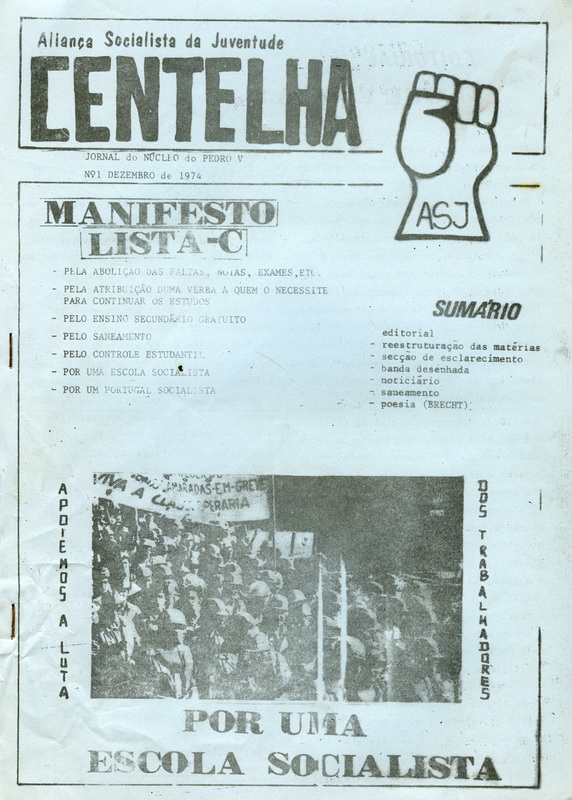 Aliança Socialista da Juventude
CENTELHA
JORNAL do NÚCLEO do PEDRO V
Nº1 DEZEMBRO de 1974
ASJ
MANIFESTO
LISTA-C
- PELA ABOLIÇÃO DAS FALTAS, NOTAS, EXAMES, ETC.
- PELA ATRIBUIÇÃO DUMA VERBA A QUEM O NECESSITE
PARA CONTINUAR OS ESTUDOS
- PELO ENSINO SECUNDÁRIO GRATUITO
- PELO SANEAMENTO
- PELO CONTROLE ESTUDANTIL
- POR UMA ESCOLA SOCIALISTA
- POR UM PORTUGAL SOCIALISTA
SUMÁRIO
editorial
- reestruturação das matérias
- secção de esclarecimento
- banda desenhada
- noticiário
- saneamento
- poesia (BRECHT)
APOIEMOS A LUTA
CAMARADAS-EM-GREVE
VIVA A CLASSE OPERARIA
DOS TRABALHADORES
POR UMA
ESCOLA SOCIALISTA